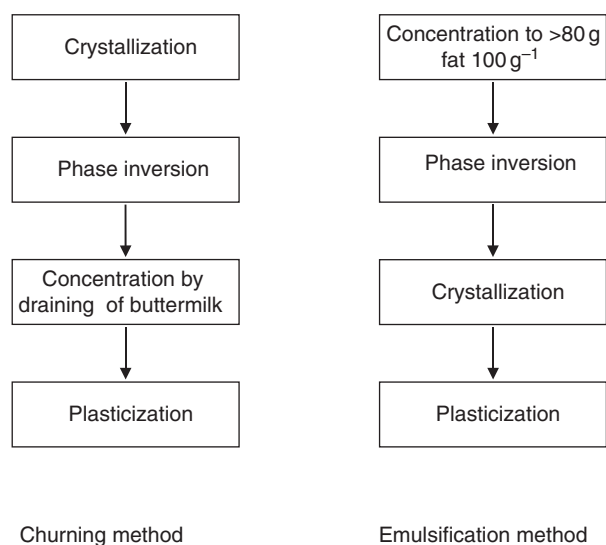 Crystallization
Phase inversion
Concentration by
draining of buttermilk
Plasticization
Churning method
Concentration to >80 g
fat 100 g⁻¹
Phase inversion
Crystallization
Plasticization
Emulsification method